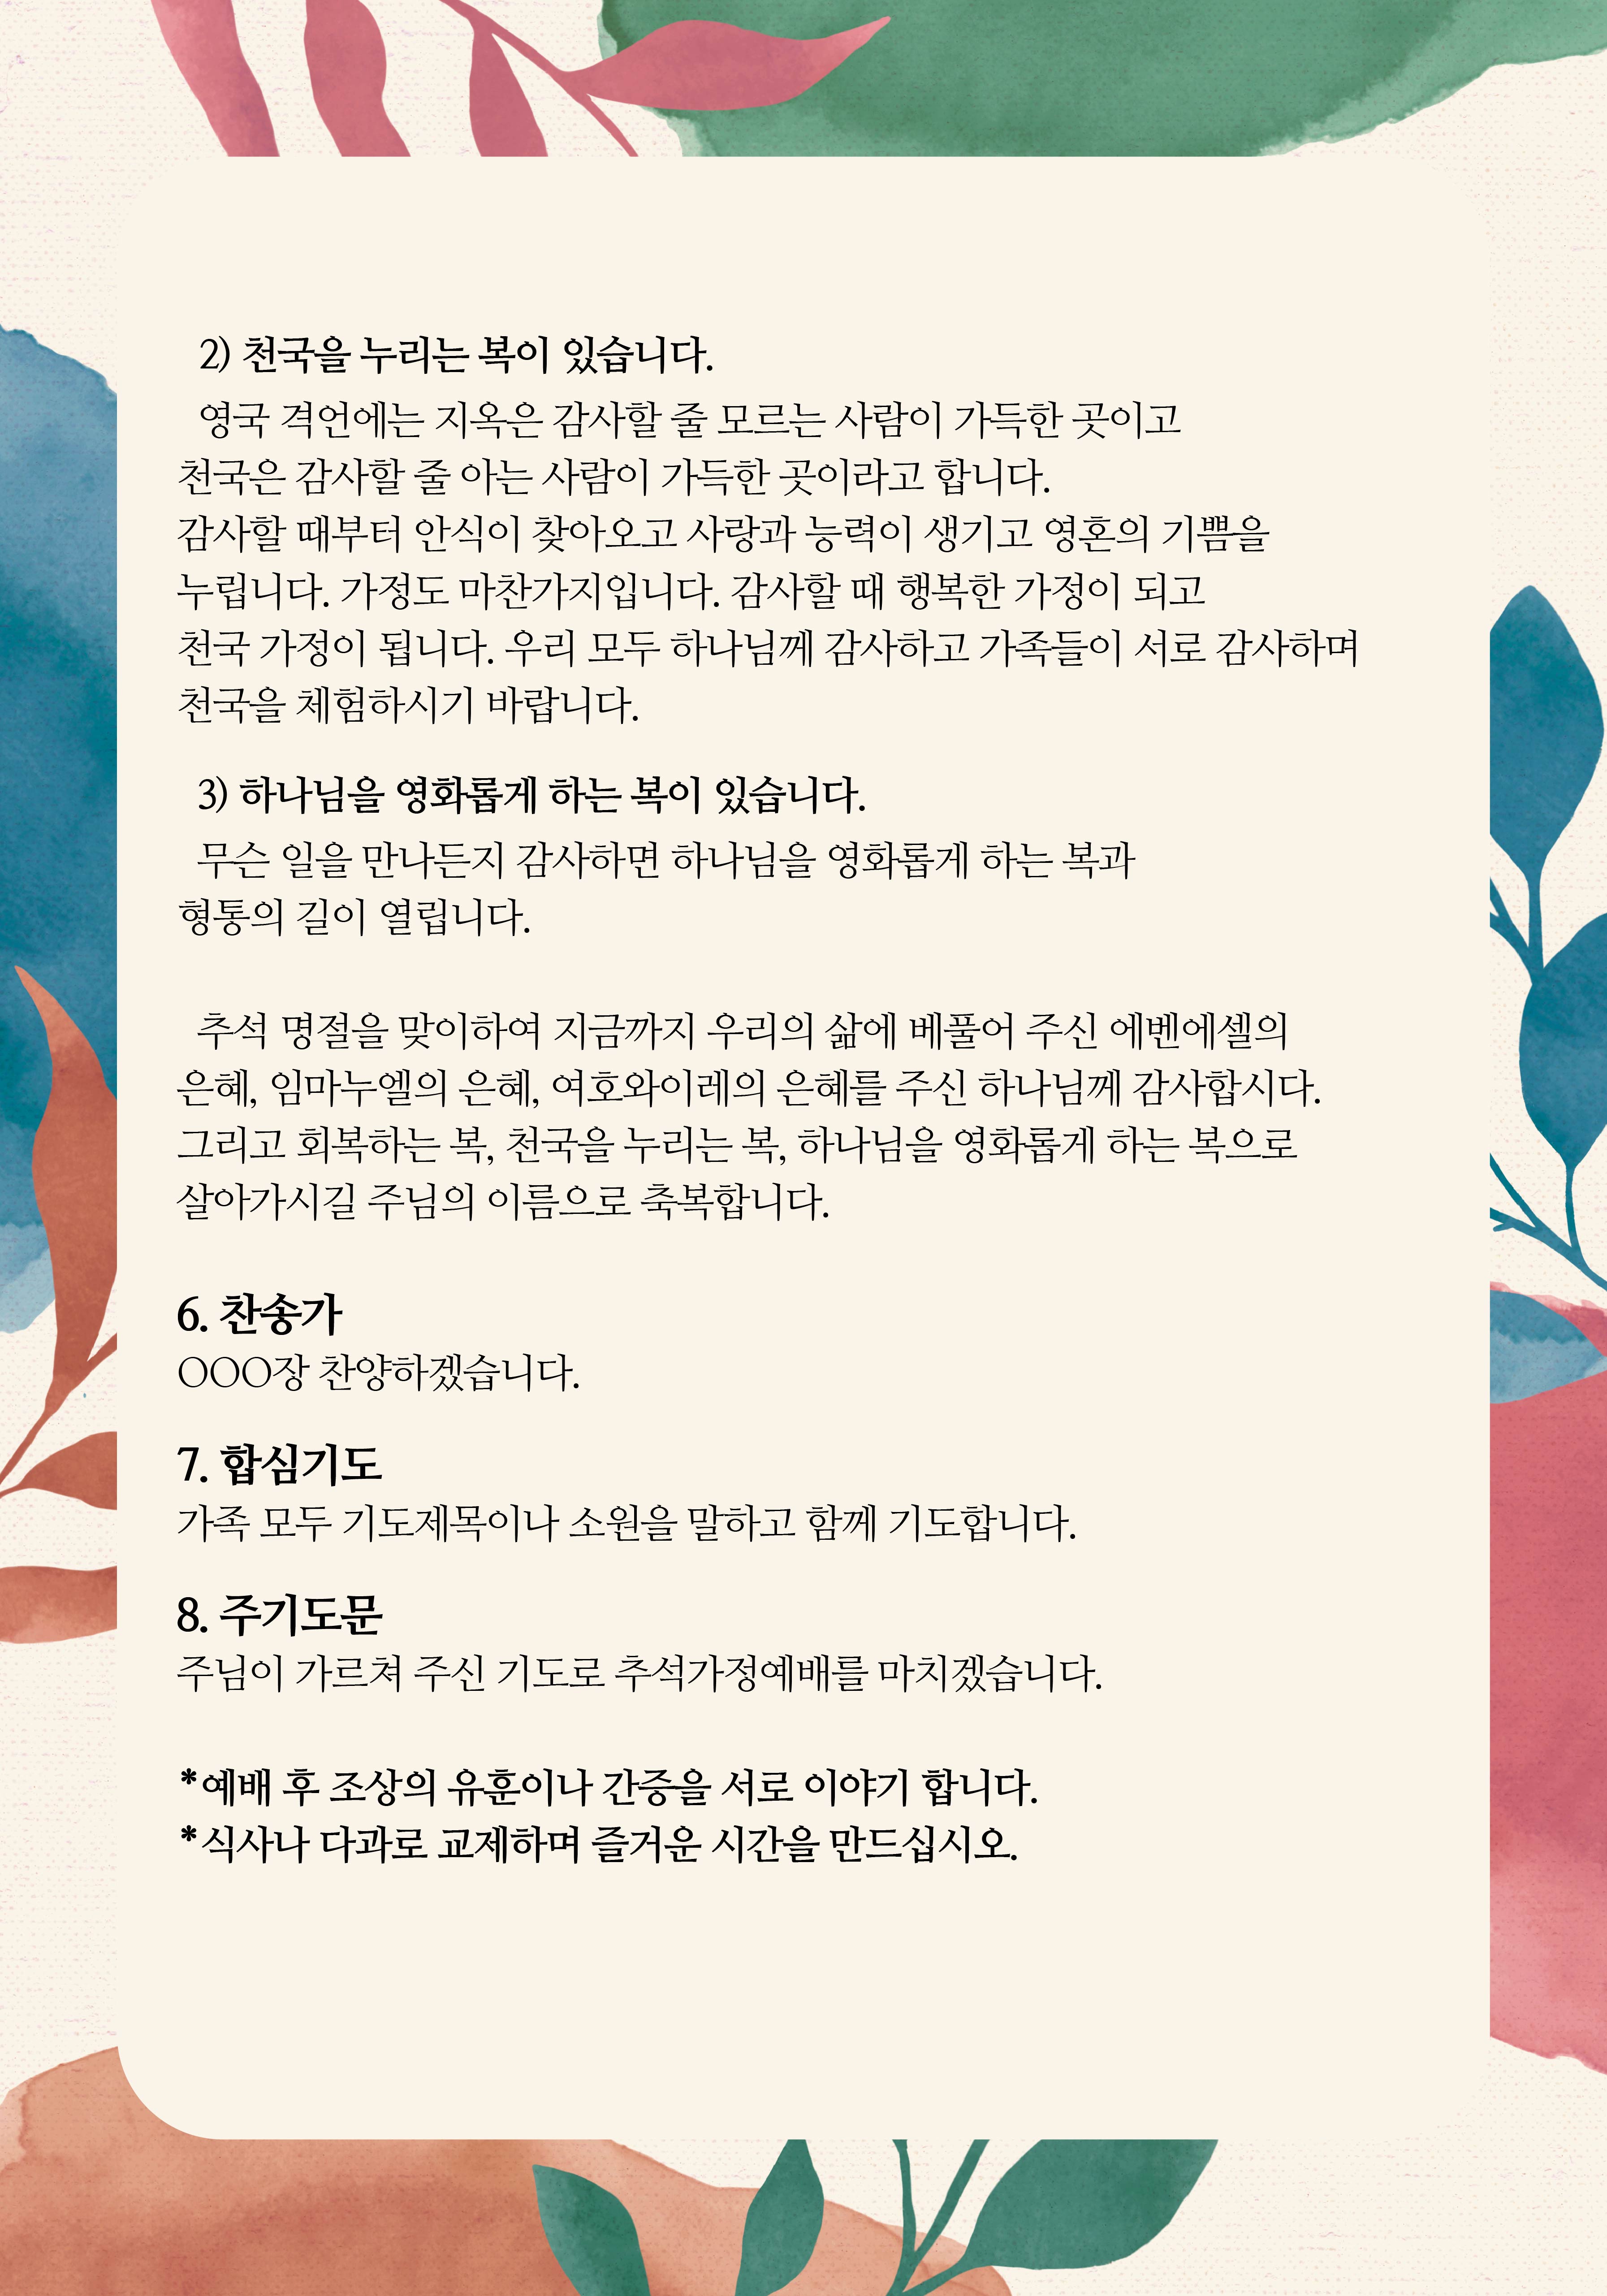 2) 천국을 누리는 복이 있습니다.
영국 격언에는 지옥은 감사할 줄 모르는 사람이 가득한 곳이고
천국은 감사할 줄 아는 사람이 가득한 곳이라고 합니다.
감사할 때부터 안식이 찾아오고 사랑과 능력이 생기고 영혼의 기쁨을
누립니다. 가정도 마찬가지입니다. 감사할 때 행복한 가정이 되고
천국 가정이 됩니다. 우리 모두 하나님께 감사하고 가족들이 서로 감사하며
천국을 체험하시기 바랍니다.
3) 하나님을 영화롭게 하는 복이 있습니다.
무슨 일을 만나든지 감사하면 하나님을 영화롭게 하는 복과
형통의 길이 열립니다.
추석 명절을 맞이하여 지금까지 우리의 삶에 베풀어 주신 에벤에셀의
은혜, 임마누엘의 은혜, 여호와이레의 은혜를 주신 하나님께 감사합시다.
그리고 회복하는 복, 천국을 누리는 복, 하나님을 영화롭게 하는 복으로
살아가시길 주님의 이름으로 축복합니다.
6. 찬송가
○○○장 찬양하겠습니다.
7. 합심기도
가족 모두 기도제목이나 소원을 말하고 함께 기도합니다.
8. 주기도문
주님이 가르쳐 주신 기도로 추석가정예배를 마치겠습니다.
*예배 후 조상의 유훈이나 간증을 서로 이야기 합니다.
*식사나 다과로 교제하며 즐거운 시간을 만드십시오.